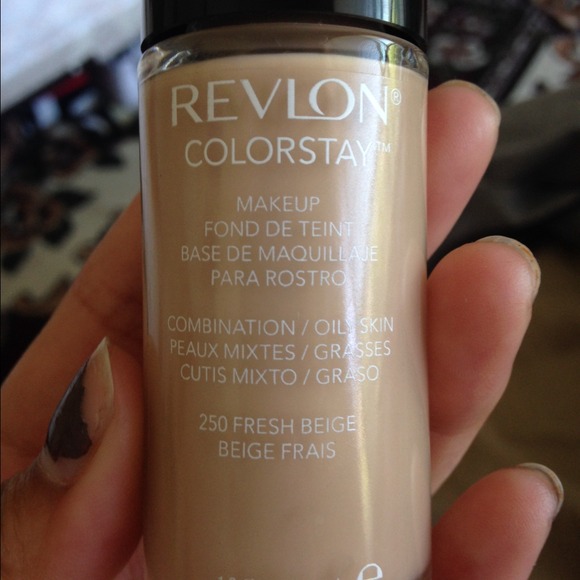 REVLON®
COLORSTAY™
MAKEUP
FOND DE TEINT
BASE DE MAQUILLAJE
PARA ROSTRO
COMBINATION / OILY SKIN
PEAUX MIXTES / GRASSES
CUTIS MIXTO / GRASO
250 FRESH BEIGE
BEIGE FRAIS